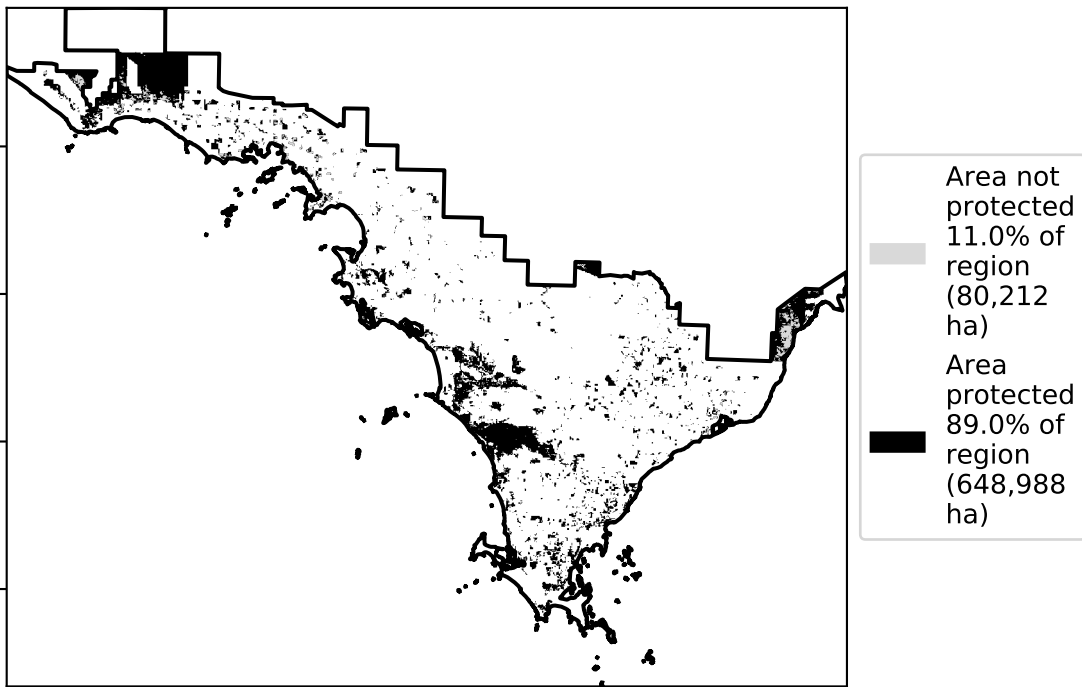 Area not
protected
11.0% of
region
(80,212
ha)
Area
protected
89.0% of
region
(648,988
ha)